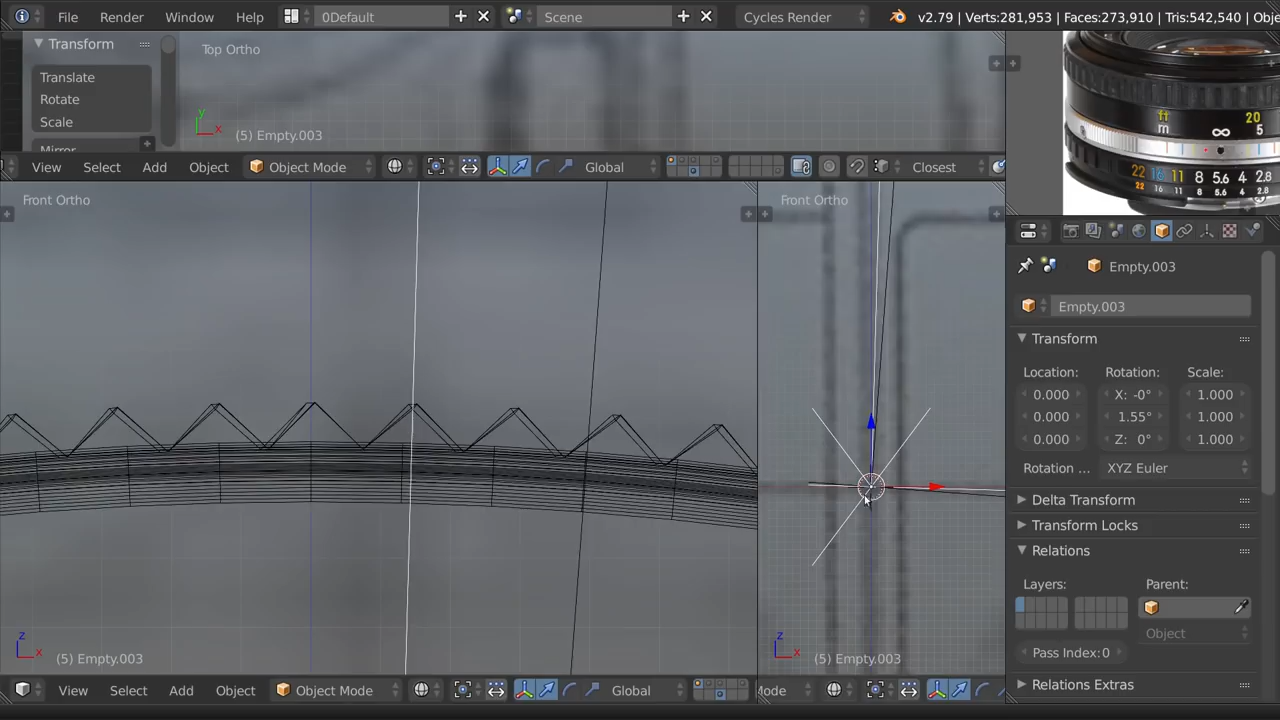 File Render Window Help 0Default Scene Cycles Render v2.79 | Verts:281,953 | Faces:273,910 | Tris:542,540 | Obje
Transform
Translate
Rotate
Scale
Mirror
Top Ortho
y
x
(5) Empty.003
View Select Add Object Object Mode Global Closest
Front Ortho
z
x
(5) Empty.003
View Select Add Object Object Mode Global
Front Ortho
z
x
(5) Empty.003
Mode
ft
m
∞
20
5
22 16 11 8 5.6 4 2.8
22 16 11 8 5.6 4 2.8
Empty.003
Empty.003
Transform
Location: Rotation: Scale:
0.000 X: -0° 1.000
0.000 1.55° 1.000
0.000 Z: 0° 1.000
Rotation ... XYZ Euler
Delta Transform
Transform Locks
Relations
Layers: Parent:
Object
Pass Index: 0
Relations Extras